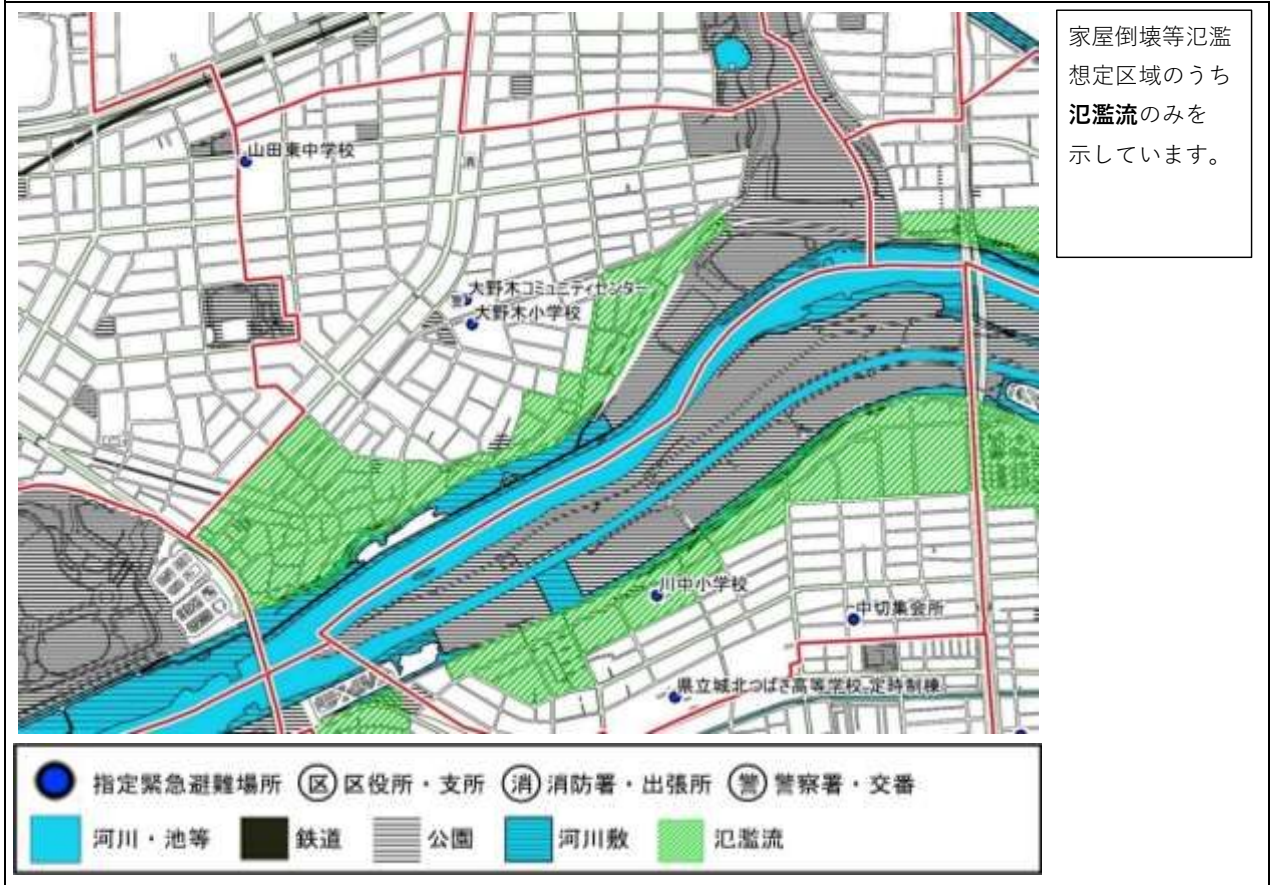 家屋倒壊等氾濫
想定区域のうち
氾濫流のみを
示しています。
山田東中学校
消
大野木コミュニティセンター
大野木小学校
川中小学校
中切集会所
県立城北つばさ高等学校-定時制棟
指定緊急避難場所 区 区役所・支所 消 消防署・出張所 警 警察署・交番
河川・池等 鉄道 公園 河川敷 氾濫流